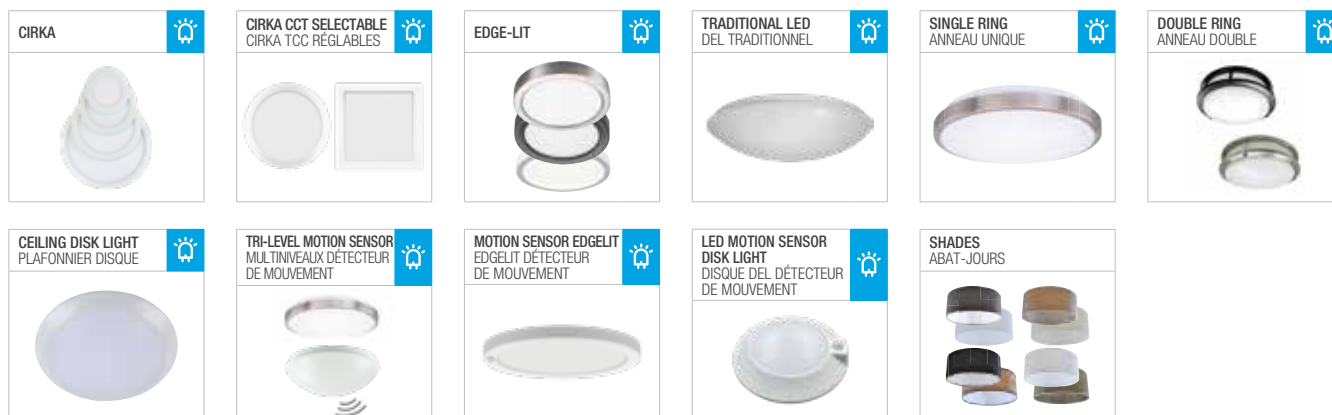 CIRKA
CIRKA CCT SELECTABLE
CIRKA TCC RÉGLABLES
EDGE-LIT
TRADITIONAL LED
DEL TRADITIONNEL
SINGLE RING
ANNEAU UNIQUE
DOUBLE RING
ANNEAU DOUBLE
CEILING DISK LIGHT
PLAFONNIER DISQUE
TRI-LEVEL MOTION SENSOR
MULTINIVEAUX DÉTECTEUR
DE MOUVEMENT
MOTION SENSOR EDGELIT
EDGELIT DÉTECTEUR
DE MOUVEMENT
LED MOTION SENSOR
DISK LIGHT
DISQUE DEL DÉTECTEUR
DE MOUVEMENT
SHADES
ABAT-JOURS